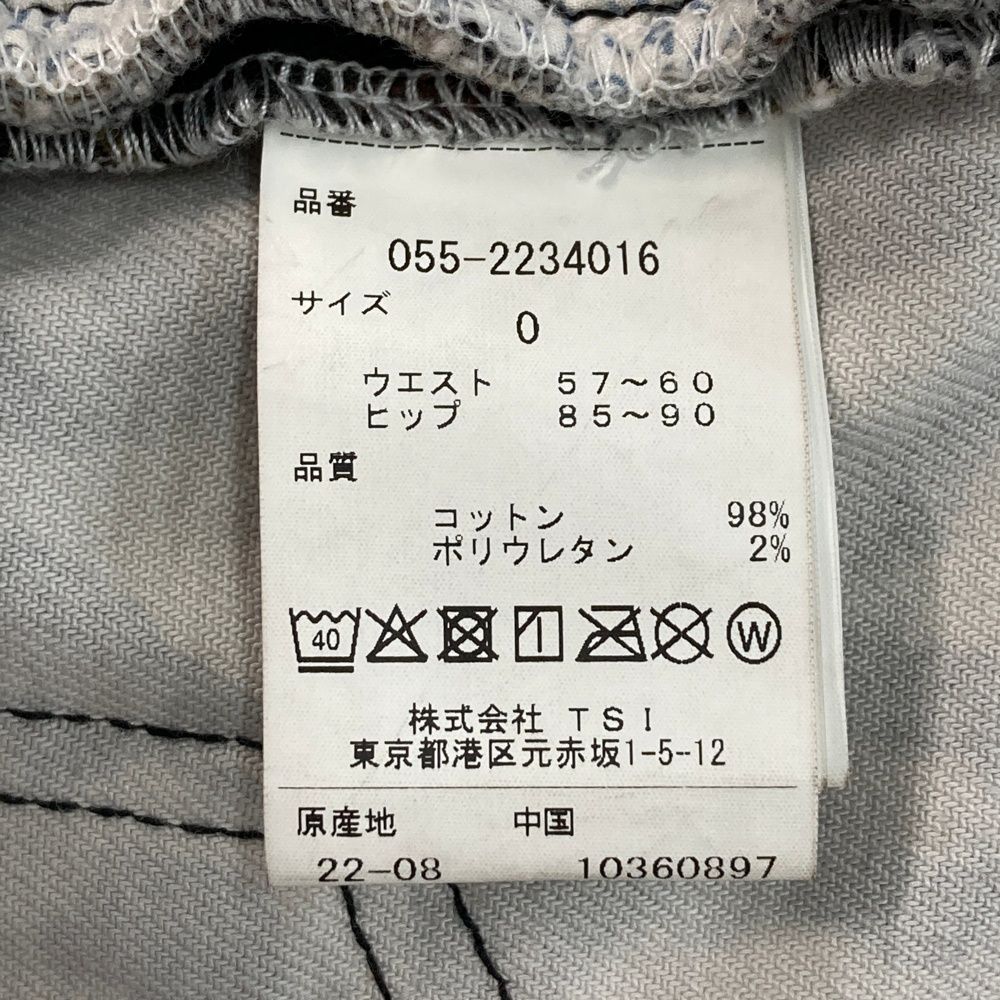 品番
055-2234016
サイズ
0
ウエスト 57～60
ヒップ 85～90
品質
コットン 98%
ポリウレタン 2%
40 W
株式会社 TSI
東京都港区元赤坂1-5-12
原産地 中国
22-08 10360897